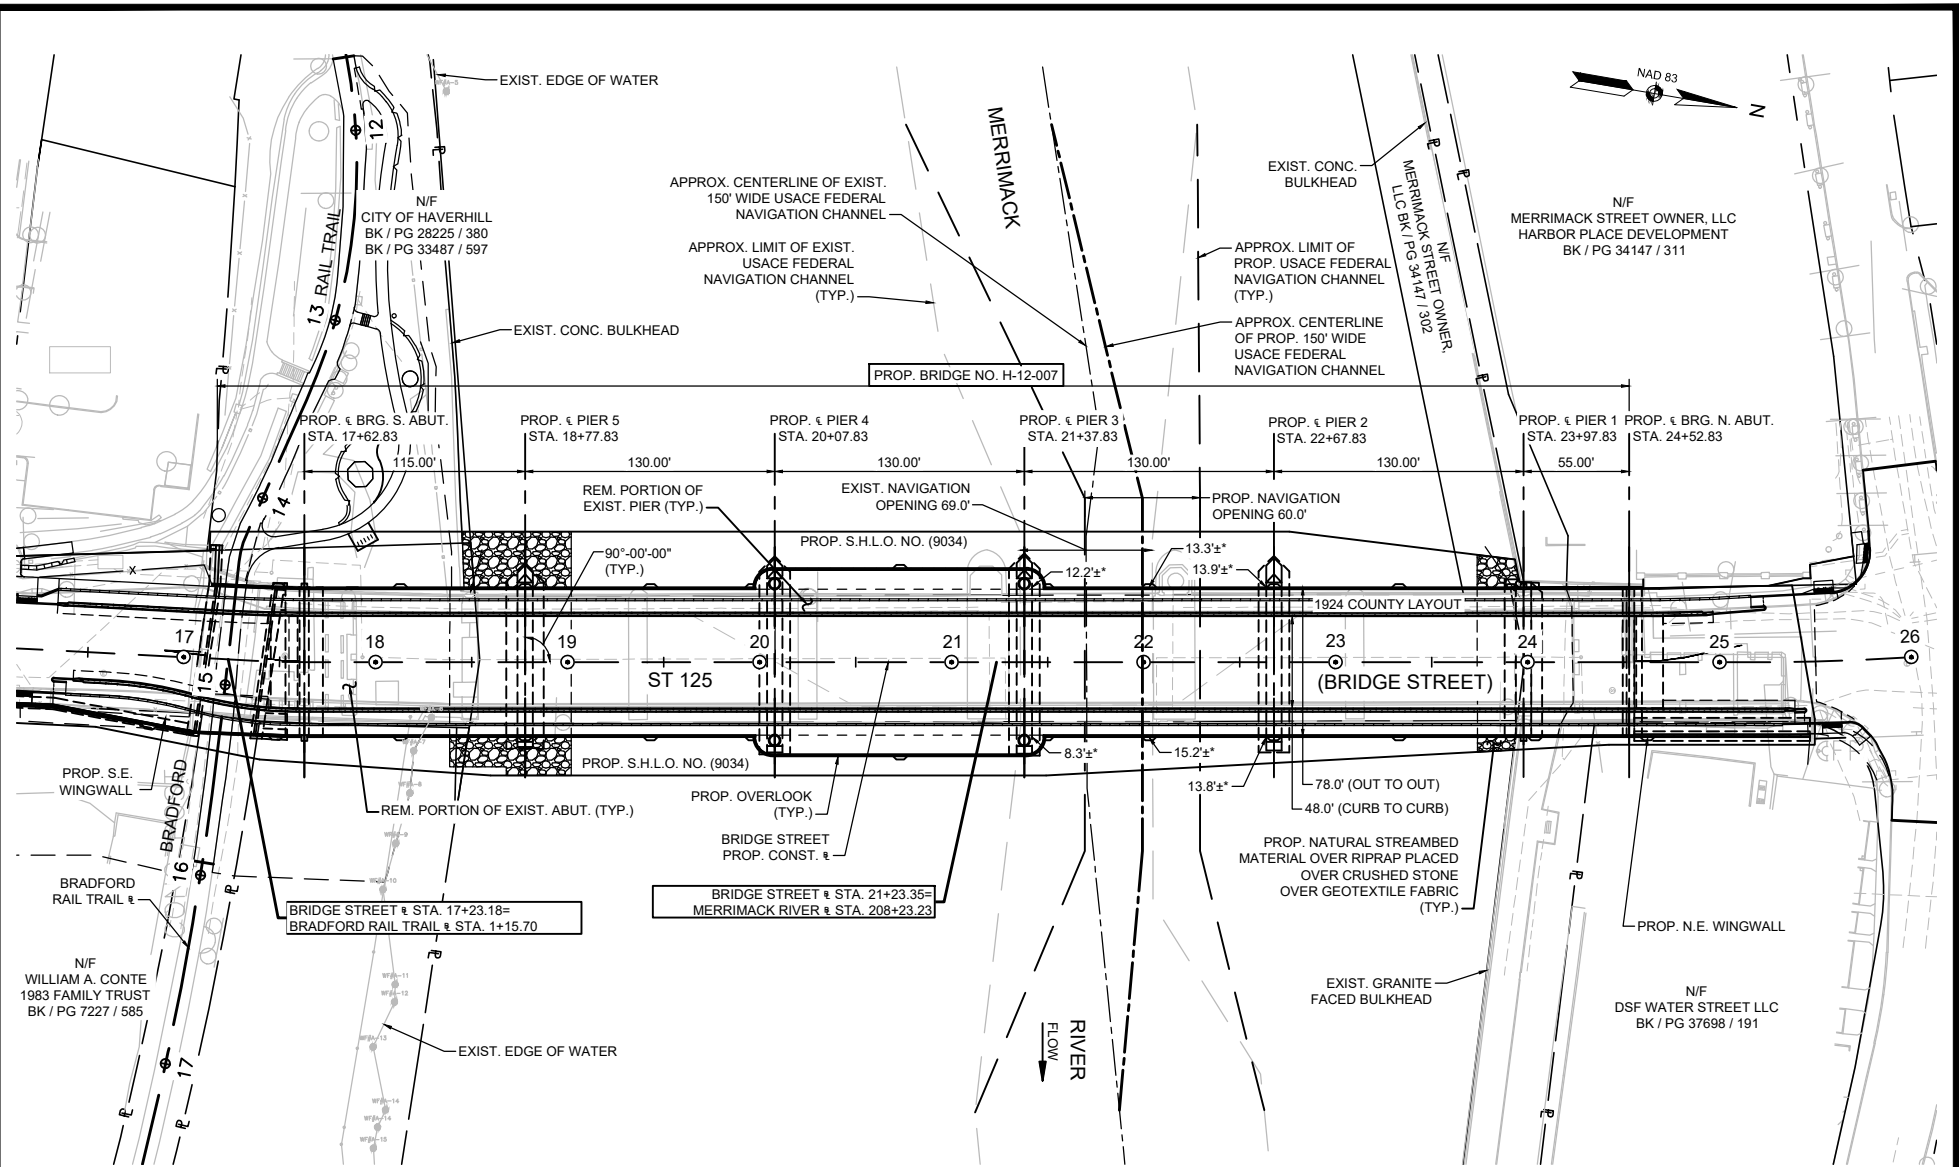 EXIST. EDGE OF WATER
NAD 83
N
12
MERRIMACK
N/F
CITY OF HAVERHILL
BK / PG 28225 / 380
BK / PG 33487 / 597
APPROX. CENTERLINE OF EXIST.
150' WIDE USACE FEDERAL
NAVIGATION CHANNEL
APPROX. LIMIT OF EXIST.
USACE FEDERAL
NAVIGATION CHANNEL
(TYP.)
EXIST. CONC.
BULKHEAD
N/F
MERRIMACK STREET OWNER,
LLC BK / PG 34147 / 302
N/F
MERRIMACK STREET OWNER, LLC
HARBOR PLACE DEVELOPMENT
BK / PG 34147 / 311
APPROX. LIMIT OF
PROP. USACE FEDERAL
NAVIGATION CHANNEL
(TYP.)
APPROX. CENTERLINE
OF PROP. 150' WIDE
USACE FEDERAL
NAVIGATION CHANNEL
13 RAIL TRAIL
EXIST. CONC. BULKHEAD
PROP. BRIDGE NO. H-12-007
PROP. ℄ BRG. S. ABUT.
STA. 17+62.83
PROP. ℄ PIER 5
STA. 18+77.83
PROP. ℄ PIER 4
STA. 20+07.83
PROP. ℄ PIER 3
STA. 21+37.83
PROP. ℄ PIER 2
STA. 22+67.83
PROP. ℄ PIER 1
STA. 23+97.83
PROP. ℄ BRG. N. ABUT.
STA. 24+52.83
115.00'
130.00'
130.00'
130.00'
130.00'
55.00'
14
REM. PORTION OF
EXIST. PIER (TYP.)
EXIST. NAVIGATION
OPENING 69.0'
PROP. NAVIGATION
OPENING 60.0'
PROP. S.H.L.O. NO. (9034)
90°-00'-00"
(TYP.)
12.2'±*
13.3'±*
13.9'±*
1924 COUNTY LAYOUT
17
18
19
20
21
22
23
24
25
26
15
ST 125
(BRIDGE STREET)
8.3'±*
15.2'±*
13.8'±*
PROP. S.H.L.O. NO. (9034)
PROP. S.E.
WINGWALL
BRADFORD
REM. PORTION OF EXIST. ABUT. (TYP.)
PROP. OVERLOOK
(TYP.)
78.0' (OUT TO OUT)
48.0' (CURB TO CURB)
BRIDGE STREET
PROP. CONST. ⅊
PROP. NATURAL STREAMBED
MATERIAL OVER RIPRAP PLACED
OVER CRUSHED STONE
OVER GEOTEXTILE FABRIC
(TYP.)
16
BRADFORD
RAIL TRAIL ⅊
BRIDGE STREET ⅊ STA. 17+23.18=
BRADFORD RAIL TRAIL ⅊ STA. 1+15.70
BRIDGE STREET ⅊ STA. 21+23.35=
MERRIMACK RIVER ⅊ STA. 208+23.23
PROP. N.E. WINGWALL
N/F
WILLIAM A. CONTE
1983 FAMILY TRUST
BK / PG 7227 / 585
EXIST. GRANITE
FACED BULKHEAD
N/F
DSF WATER STREET LLC
BK / PG 37698 / 191
EXIST. EDGE OF WATER
RIVER
FLOW
17